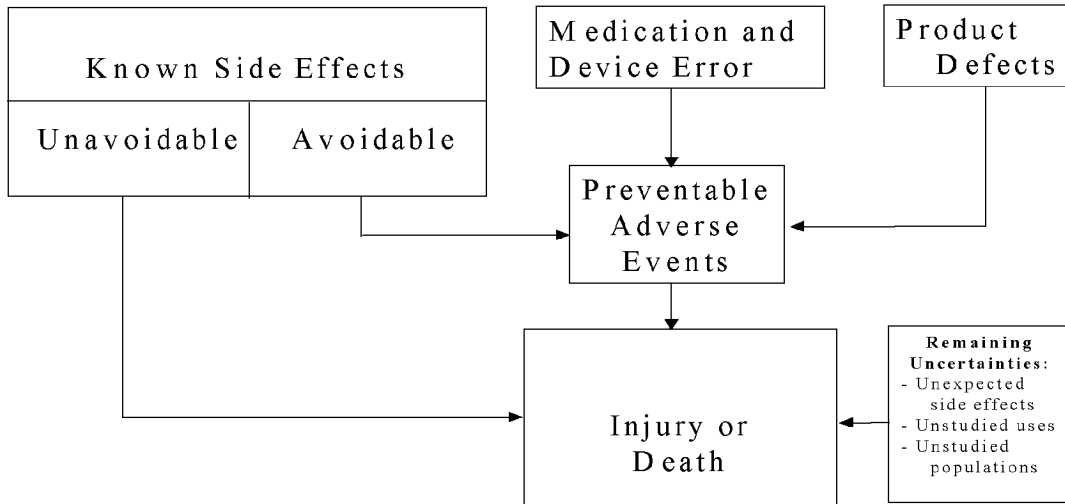 Known Side Effects
Unavoidable
Avoidable
Medication and
Device Error
Product
Defects
Preventable
Adverse
Events
Injury or
Death
Remaining
Uncertainties:
- Unexpected
side effects
- Unstudied uses
- Unstudied
populations